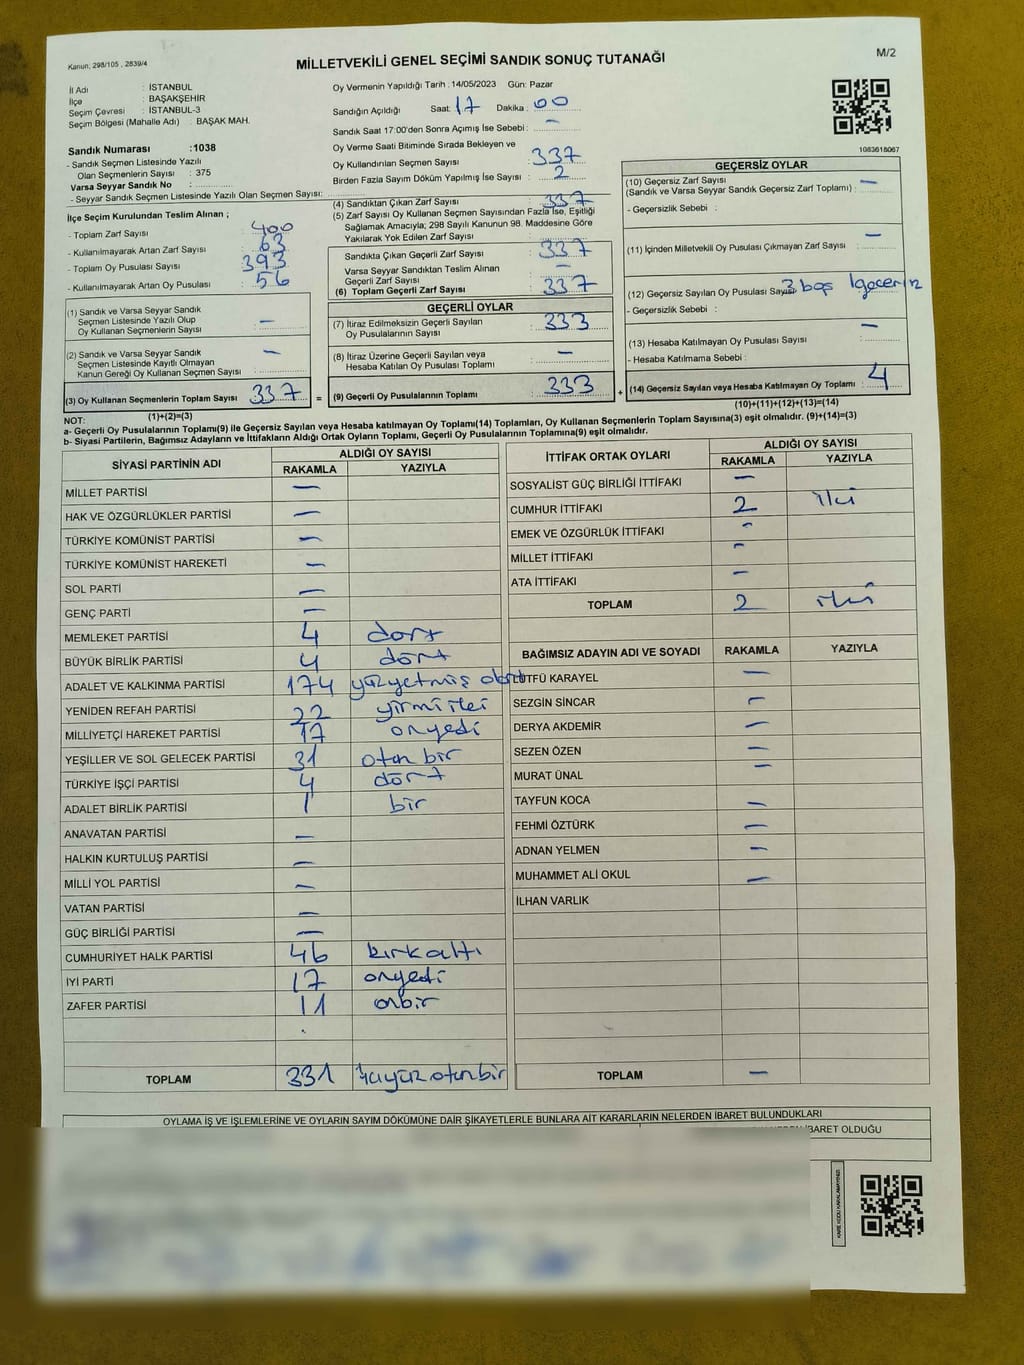 Kanun, 298/105 , 2839/4
MİLLETVEKİLİ GENEL SEÇİMİ SANDIK SONUÇ TUTANAĞI
M/2
İl Adı : İSTANBUL
İlçe : BAŞAKŞEHİR
Seçim Çevresi : İSTANBUL-3
Seçim Bölgesi (Mahalle Adı) : BAŞAK MAH.
Sandık Numarası :1038
- Sandık Seçmen Listesinde Yazılı
Olan Seçmenlerin Sayısı : 375
Varsa Seyyar Sandık No :
- Seyyar Sandık Seçmen Listesinde Yazılı Olan Seçmen Sayısı:
İlçe Seçim Kurulundan Teslim Alınan ;
- Toplam Zarf Sayısı 400
- Kullanılmayarak Artan Zarf Sayısı 63
- Toplam Oy Pusulası Sayısı 393
- Kullanılmayarak Artan Oy Pusulası 56
(1) Sandık ve Varsa Seyyar Sandık
Seçmen Listesinde Yazılı Olup
Oy Kullanan Seçmenlerin Sayısı : –
(2) Sandık ve Varsa Seyyar Sandık
Seçmen Listesinde Kayıtlı Olmayan
Kanun Gereği Oy Kullanan Seçmen Sayısı : –
(3) Oy Kullanan Seçmenlerin Toplam Sayısı 337
(1)+(2)=(3)
Oy Vermenin Yapıldığı Tarih : 14/05/2023 Gün: Pazar
Sandığın Açıldığı Saat: 17 Dakika : 00
Sandık Saat 17:00'den Sonra Açımış İse Sebebi : –
Oy Verme Saati Bitiminde Sırada Bekleyen ve
Oy Kullandırılan Seçmen Sayısı : 337
Birden Fazla Sayım Döküm Yapılmış İse Sayısı : 2
(4) Sandıktan Çıkan Zarf Sayısı : 337
(5) Zarf Sayısı Oy Kullanan Seçmen Sayısından Fazla İse, Eşitliği
Sağlamak Amacıyla; 298 Sayılı Kanunun 98. Maddesine Göre
Yakılarak Yok Edilen Zarf Sayısı
Sandıkta Çıkan Geçerli Zarf Sayısı : 337
Varsa Seyyar Sandıktan Teslim Alınan
Geçerli Zarf Sayısı : –
(6) Toplam Geçerli Zarf Sayısı : 337
GEÇERLİ OYLAR
(7) İtiraz Edilmeksizin Geçerli Sayılan
Oy Pusulalarının Sayısı : 333
(8) İtiraz Üzerine Geçerli Sayılan veya
Hesaba Katılan Oy Pusulası Toplamı : –
= (9) Geçerli Oy Pusulalarının Toplamı : 333 +
1083618067
GEÇERSİZ OYLAR
(10) Geçersiz Zarf Sayısı
(Sandık ve Varsa Seyyar Sandık Geçersiz Zarf Toplamı) : –
- Geçersizlik Sebebi :
(11) İçinden Milletvekili Oy Pusulası Çıkmayan Zarf Sayısı –
(12) Geçersiz Sayılan Oy Pusulası Sayısı 3 boş 1geçersiz
- Geçersizlik Sebebi :
(13) Hesaba Katılmayan Oy Pusulası Sayısı –
- Hesaba Katılmama Sebebi :
(14) Geçersiz Sayılan veya Hesaba Katılmayan Oy Toplamı : 4
(10)+(11)+(12)+(13)=(14)
NOT:
a- Geçerli Oy Pusulasının Toplamı(9) ile Geçersiz Sayılan veya Hesaba katılmayan Oy Toplamı(14) Toplamları, Oy Kullanan Seçmenlerin Toplam Sayısına(3) eşit olmalıdır. (9)+(14)=(3)
b- Siyasi Partilerin, Bağımsız Adayların ve İttifakların Aldığı Ortak Oyların Toplamı, Geçerli Oy Pusulalarının Toplamına(9) eşit olmalıdır.
SİYASİ PARTİNİN ADI ALDIĞI OY SAYISI
RAKAMLA YAZIYLA
MİLLET PARTİSİ –
HAK VE ÖZGÜRLÜKLER PARTİSİ –
TÜRKİYE KOMÜNİST PARTİSİ –
TÜRKİYE KOMÜNİST HAREKETİ –
SOL PARTİ –
GENÇ PARTİ –
MEMLEKET PARTİSİ 4 dört
BÜYÜK BİRLİK PARTİSİ 4 dört
ADALET VE KALKINMA PARTİSİ 174 yüzyetmiş dört
YENİDEN REFAH PARTİSİ 22 yirmiiki
MİLLİYETÇİ HAREKET PARTİSİ 17 onyedi
YEŞİLLER VE SOL GELECEK PARTİSİ 31 otuz bir
TÜRKİYE İŞÇİ PARTİSİ 4 dört
ADALET BİRLİK PARTİSİ 1 bir
ANAVATAN PARTİSİ –
HALKIN KURTULUŞ PARTİSİ –
MİLLİ YOL PARTİSİ –
VATAN PARTİSİ –
GÜÇ BİRLİĞİ PARTİSİ –
CUMHURİYET HALK PARTİSİ 46 kırkaltı
İYİ PARTİ 17 onyedi
ZAFER PARTİSİ 11 onbir
TOPLAM 331 üçyüzotuzbir
İTTİFAK ORTAK OYLARI ALDIĞI OY SAYISI
RAKAMLA YAZIYLA
SOSYALİST GÜÇ BİRLİĞİ İTTİFAKI –
CUMHUR İTTİFAKI 2 iki
EMEK VE ÖZGÜRLÜK İTTİFAKI –
MİLLET İTTİFAKI –
ATA İTTİFAKI –
TOPLAM 2 iki
BAĞIMSIZ ADAYIN ADI VE SOYADI RAKAMLA YAZIYLA
LÜTFÜ KARAYEL –
SEZGİN SİNCAR –
DERYA AKDEMİR –
SEZEN ÖZEN –
MURAT ÜNAL –
TAYFUN KOCA –
FEHMİ ÖZTÜRK –
ADNAN YELMEN –
MUHAMMET ALİ OKUL –
İLHAN VARLIK
TOPLAM –
OYLAMA İŞ VE İŞLEMLERİNE VE OYLARIN SAYIM DÖKÜMÜNE DAİR ŞİKAYETLERLE BUNLARA AİT KARARLARIN NELERDEN İBARET BULUNDUKLARI
İBARET OLDUĞU
KARE KODU KARALAMAYINIZ!